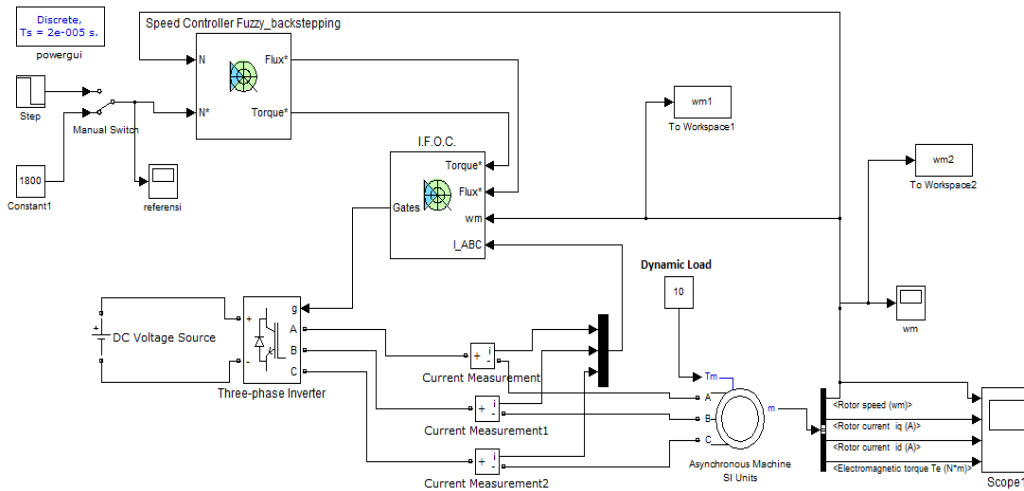 Discrete,
Ts = 2e-005 s.
powergui
Speed Controller Fuzzy_backstepping
N
Flux*
N*
Torque*
Step
Manual Switch
1800
Constant1
referensi
wm1
To Workspace1
wm2
To Workspace2
I.F.O.C.
Torque*
Flux*
Gates
wm
I_ABC
Dynamic Load
10
wm
DC Voltage Source
+
+
-
g
A
B
C
Three-phase Inverter
+
i
-
Current Measurement
+
i
-
Current Measurement1
+
i
-
Current Measurement2
Tm
A
B
C
m
Asynchronous Machine
SI Units
<Rotor speed (wm)>
<Rotor current iq (A)>
<Rotor current id (A)>
<Electromagnetic torque Te (N*m)>
Scope1